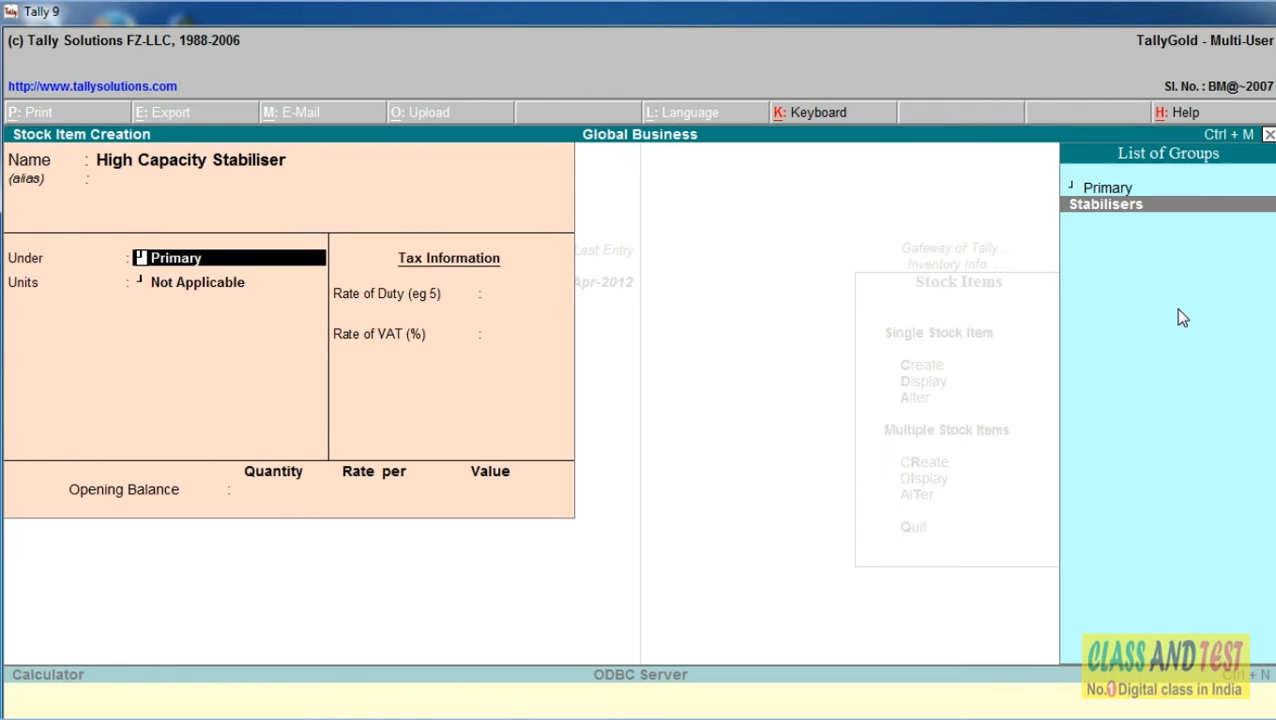 Tally 9
(c) Tally Solutions FZ-LLC, 1988-2006
TallyGold - Multi-User
http://www.tallysolutions.com
Sl. No. : BM@~2007
P: Print E: Export M: E-Mail O: Upload L: Language K: Keyboard H: Help
Stock Item Creation Global Business Ctrl + M
Name : High Capacity Stabiliser
(alias) :
List of Groups
Primary
Stabilisers
Under : Primary
Units : Not Applicable
Tax Information
Rate of Duty (eg 5) :
Rate of VAT (%) :
Last Entry
Apr-2012
Gateway of Tally ....
Inventory Info. ....
Stock Items
Single Stock Item
Create
Display
Alter
Multiple Stock Items
CReate
DIsplay
AlTer
Quit
Quantity Rate per Value
Opening Balance :
Calculator ODBC Server Ctrl + N
CLASS AND TEST
No.1 Digital class in India